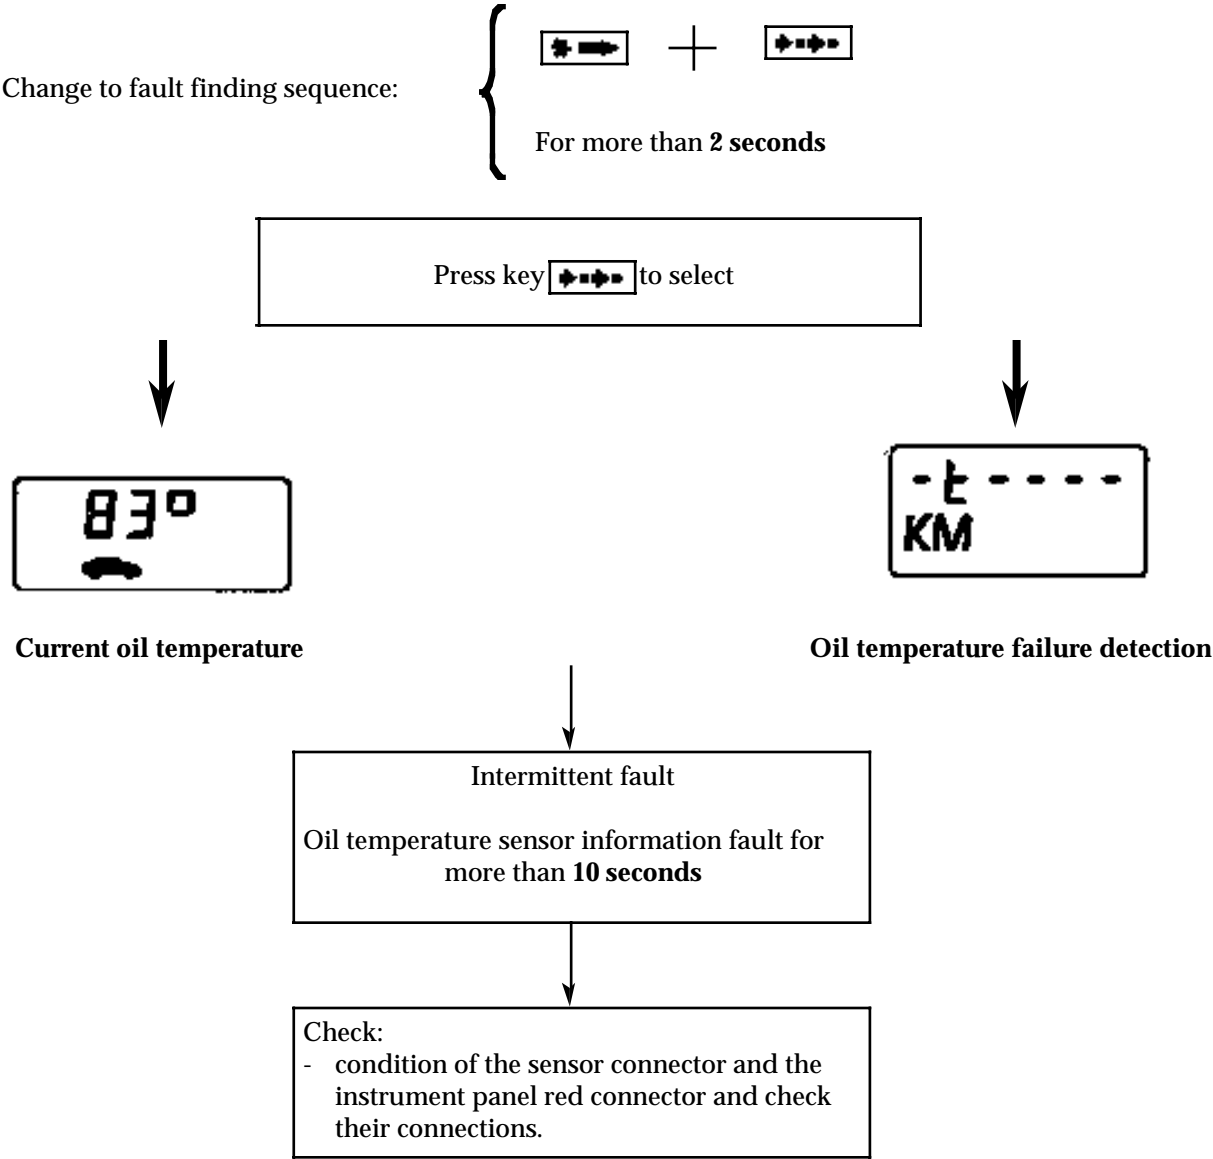 Change to fault finding sequence:
For more than 2 seconds
Press key to select
83°
- t - - - -
KM
Current oil temperature
Oil temperature failure detection
Intermittent fault
Oil temperature sensor information fault for
more than 10 seconds
Check:
- condition of the sensor connector and the
instrument panel red connector and check
their connections.